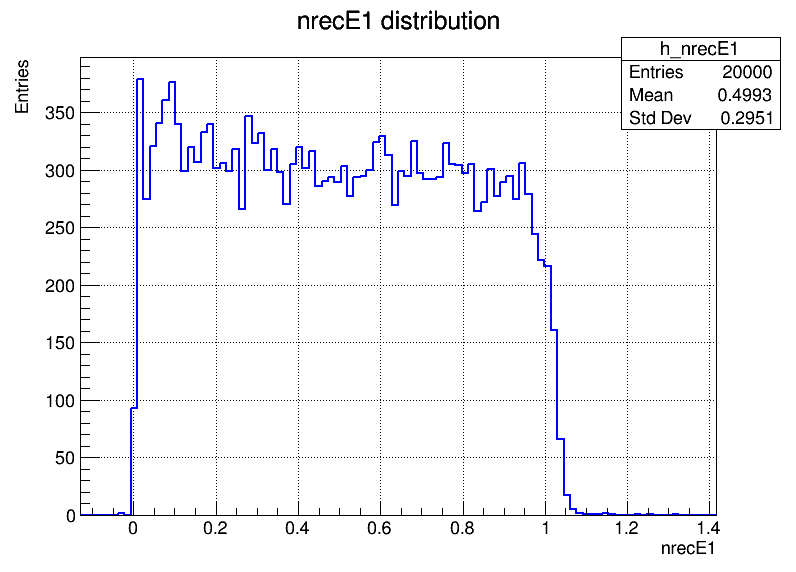 nrecE1 distribution
h_nrecE1
Entries 20000
Mean 0.4993
Std Dev 0.2951
Entries
350
300
250
200
150
100
50
0
0 0.2 0.4 0.6 0.8 1 1.2 1.4
nrecE1